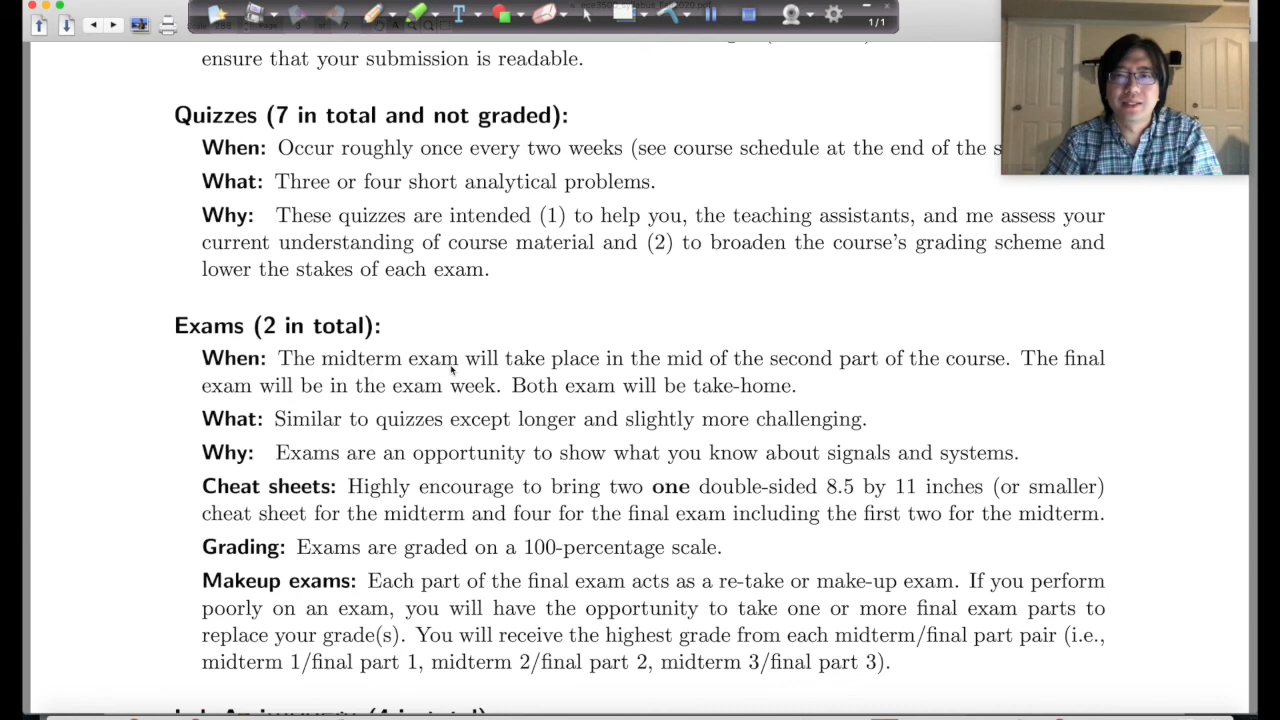 1/1
ensure that your submission is readable.
Quizzes (7 in total and not graded):
When: Occur roughly once every two weeks (see course schedule at the end of the s
What: Three or four short analytical problems.
Why: These quizzes are intended (1) to help you, the teaching assistants, and me assess your
current understanding of course material and (2) to broaden the course's grading scheme and
lower the stakes of each exam.
Exams (2 in total):
When: The midterm exam will take place in the mid of the second part of the course. The final
exam will be in the exam week. Both exam will be take-home.
What: Similar to quizzes except longer and slightly more challenging.
Why: Exams are an opportunity to show what you know about signals and systems.
Cheat sheets: Highly encourage to bring two one double-sided 8.5 by 11 inches (or smaller)
cheat sheet for the midterm and four for the final exam including the first two for the midterm.
Grading: Exams are graded on a 100-percentage scale.
Makeup exams: Each part of the final exam acts as a re-take or make-up exam. If you perform
poorly on an exam, you will have the opportunity to take one or more final exam parts to
replace your grade(s). You will receive the highest grade from each midterm/final part pair (i.e.,
midterm 1/final part 1, midterm 2/final part 2, midterm 3/final part 3).